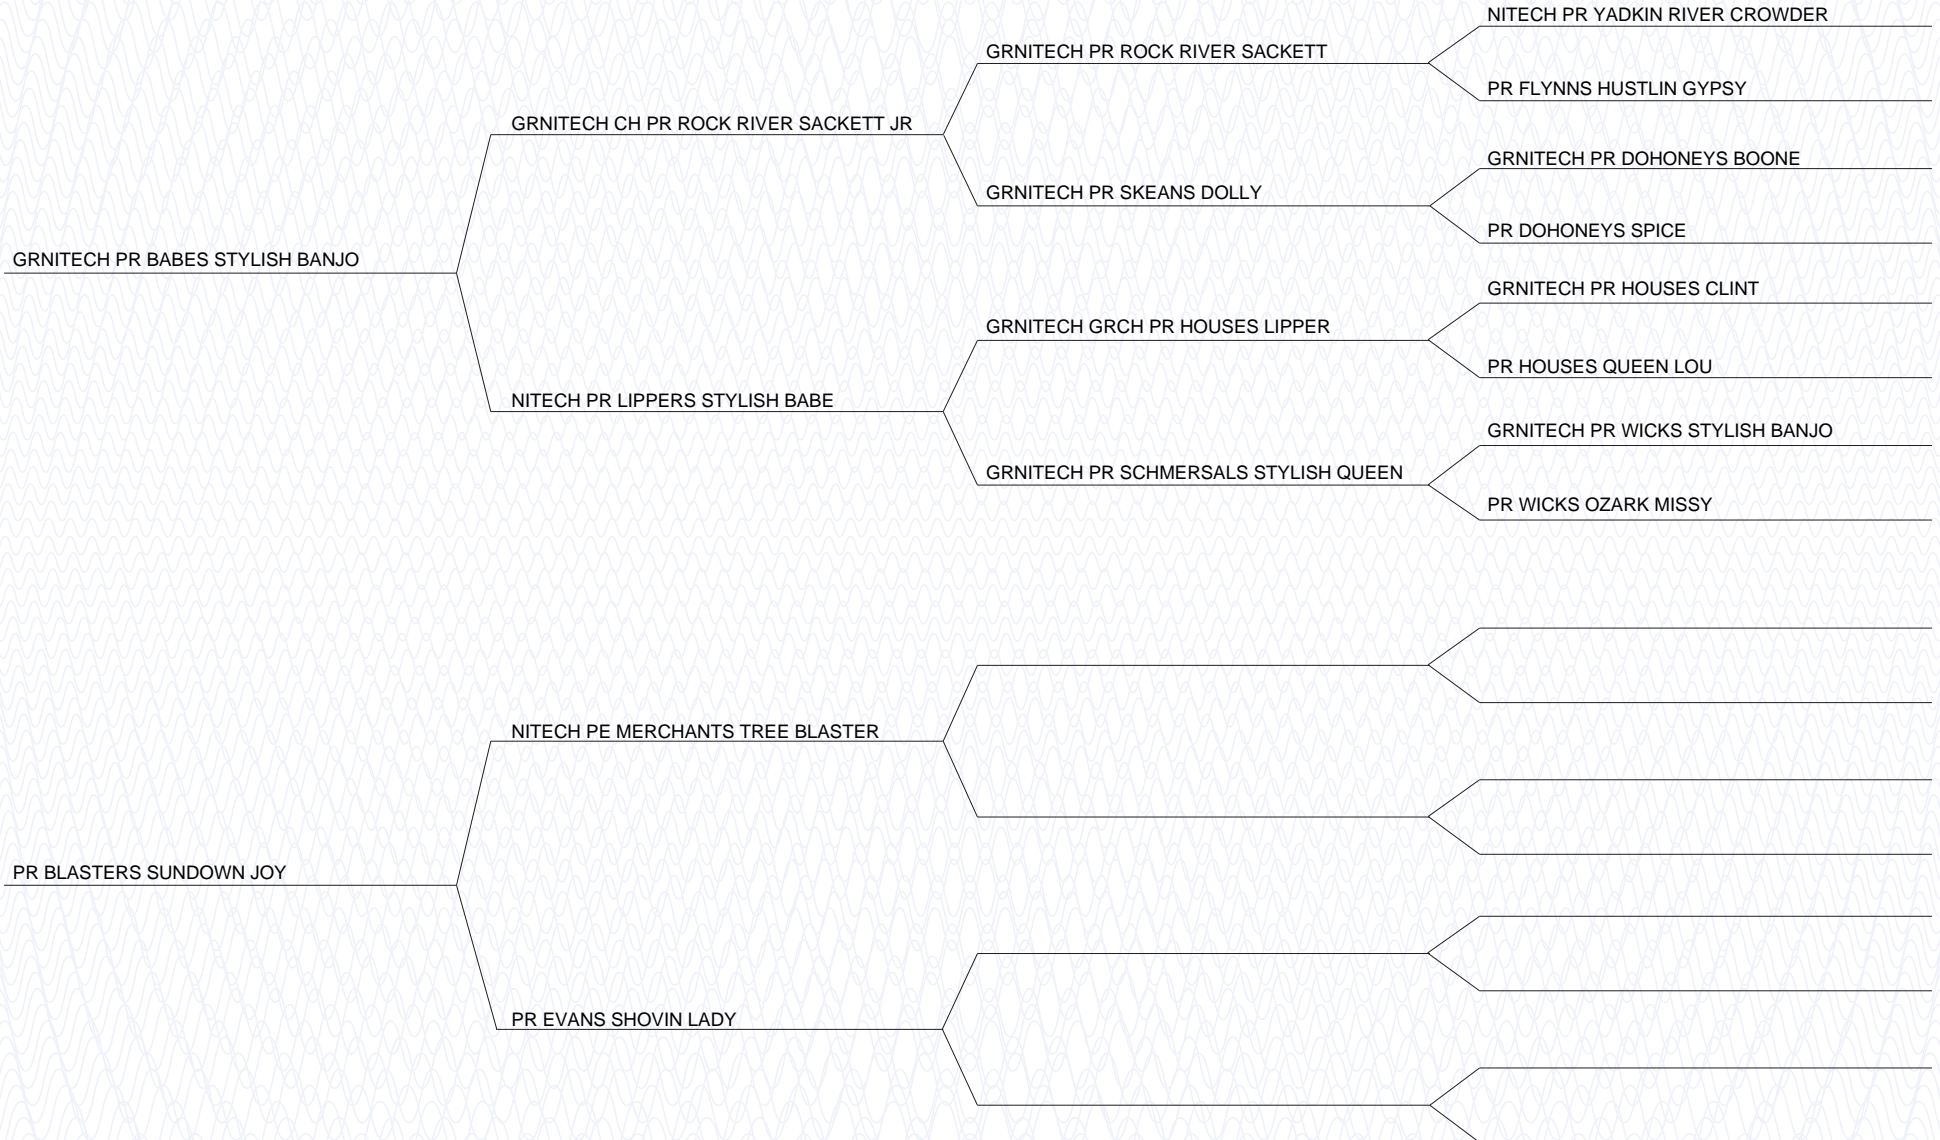 NITECH PR YADKIN RIVER CROWDER
GRNITECH PR ROCK RIVER SACKETT
PR FLYNNS HUSTLIN GYPSY
GRNITECH CH PR ROCK RIVER SACKETT JR
GRNITECH PR DOHONEYS BOONE
GRNITECH PR SKEANS DOLLY
PR DOHONEYS SPICE
GRNITECH PR BABES STYLISH BANJO
GRNITECH PR HOUSES CLINT
GRNITECH GRCH PR HOUSES LIPPER
PR HOUSES QUEEN LOU
NITECH PR LIPPERS STYLISH BABE
GRNITECH PR WICKS STYLISH BANJO
GRNITECH PR SCHMERSALS STYLISH QUEEN
PR WICKS OZARK MISSY
NITECH PE MERCHANTS TREE BLASTER
PR BLASTERS SUNDOWN JOY
PR EVANS SHOVIN LADY